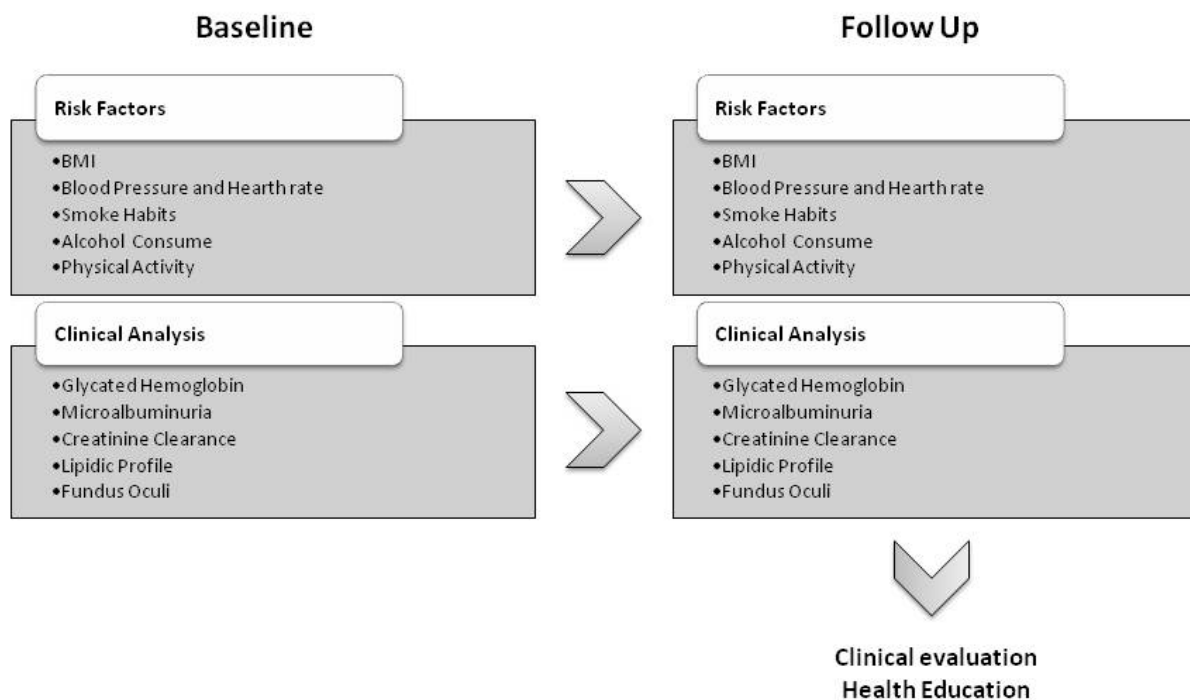 Baseline
Risk Factors
•BMI
•Blood Pressure and Hearth rate
•Smoke Habits
•Alcohol Consume
•Physical Activity
Clinical Analysis
•Glycated Hemoglobin
•Microalbuminuria
•Creatinine Clearance
•Lipidic Profile
•Fundus Oculi
Follow Up
Risk Factors
•BMI
•Blood Pressure and Hearth rate
•Smoke Habits
•Alcohol Consume
•Physical Activity
Clinical Analysis
•Glycated Hemoglobin
•Microalbuminuria
•Creatinine Clearance
•Lipidic Profile
•Fundus Oculi
Clinical evaluation
Health Education